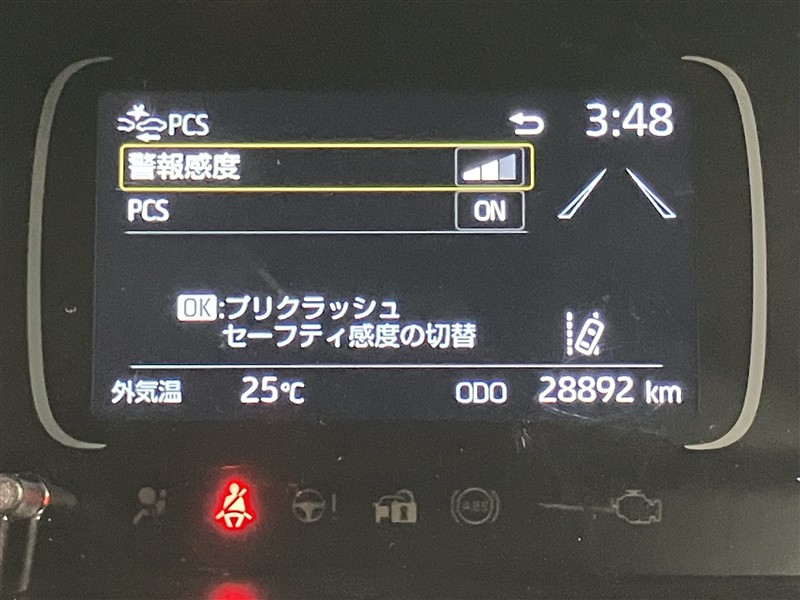 PCS 3:48
警報感度
PCS ON
OK:プリクラッシュ
セーフティ感度の切替
外気温 25℃ ODO 28892 km